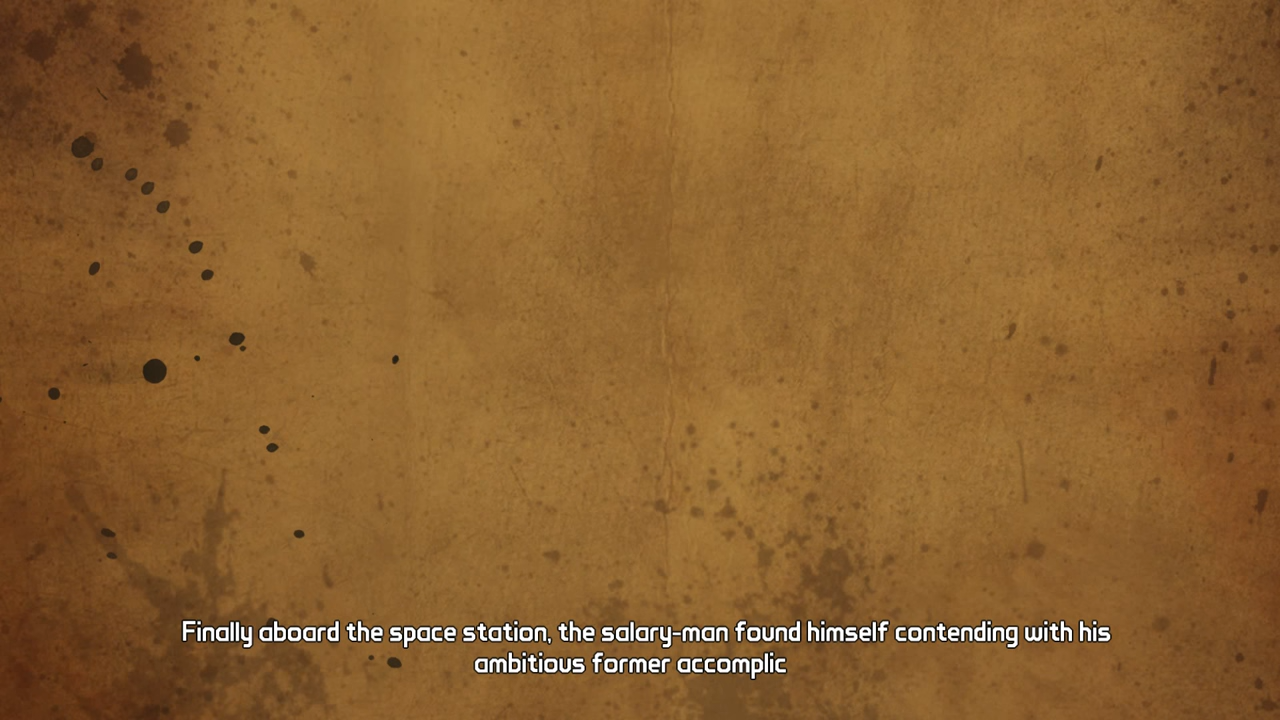 Finally aboard the space station, the salary-man found himself contending with his
ambitious former accomplic